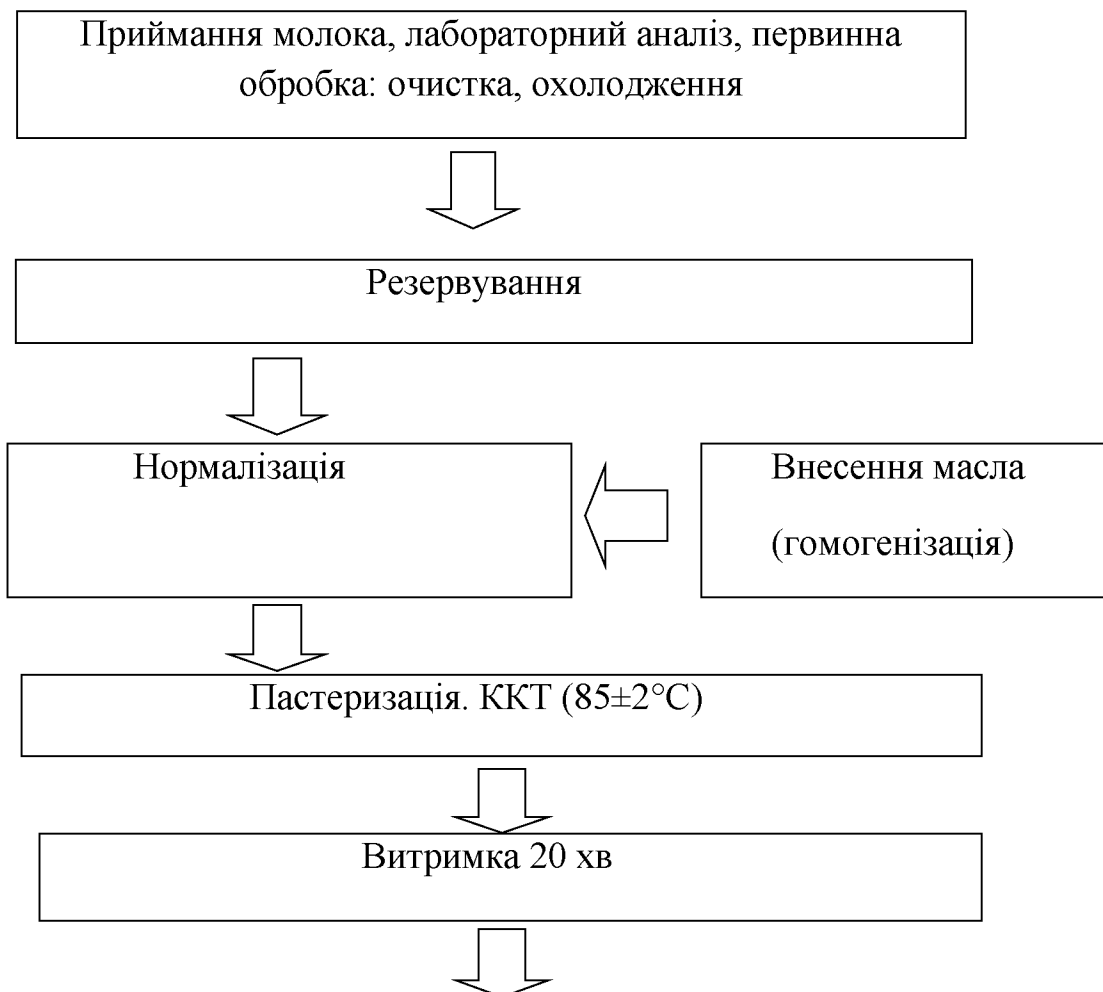 Приймання молока, лабораторний аналіз, первинна
обробка: очистка, охолодження
Резервування
Нормалізація
Внесення масла
(гомогенізація)
Пастеризація. ККТ (85±2°С)
Витримка 20 хв